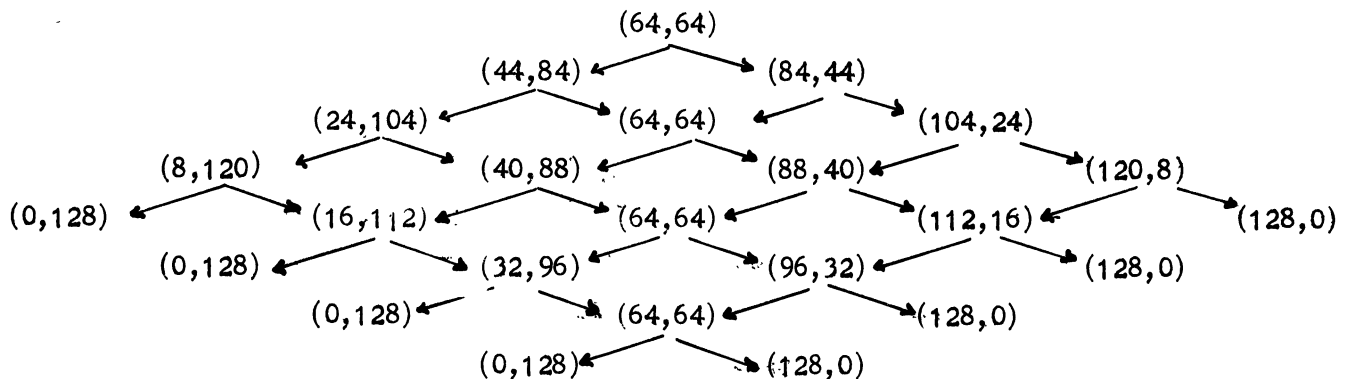 (64,64)
(44,84) (84,44)
(24,104) (64,64) (104,24)
(8,120) (40,88) (88,40) (120,8)
(0,128) (16,112) (64,64) (112,16) (128,0)
(0,128) (32,96) (96,32) (128,0)
(0,128) (64,64) (128,0)
(0,128) (128,0)